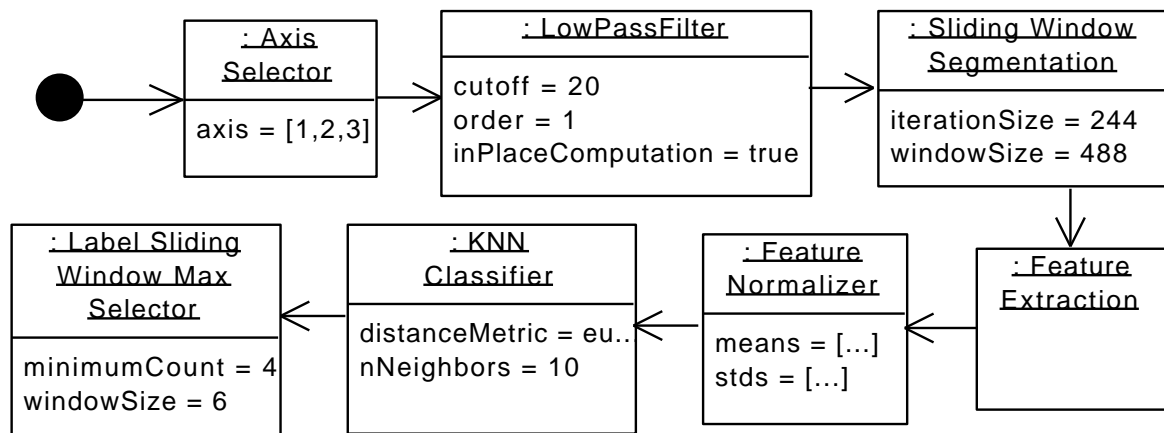 : Axis
Selector
axis = [1,2,3]
: LowPassFilter
cutoff = 20
order = 1
inPlaceComputation = true
: Sliding Window
Segmentation
iterationSize = 244
windowSize = 488
: Label Sliding
Window Max
Selector
minimumCount = 4
windowSize = 6
: KNN
Classifier
distanceMetric = eu...
nNeighbors = 10
: Feature
Normalizer
means = [...]
stds = [...]
: Feature
Extraction